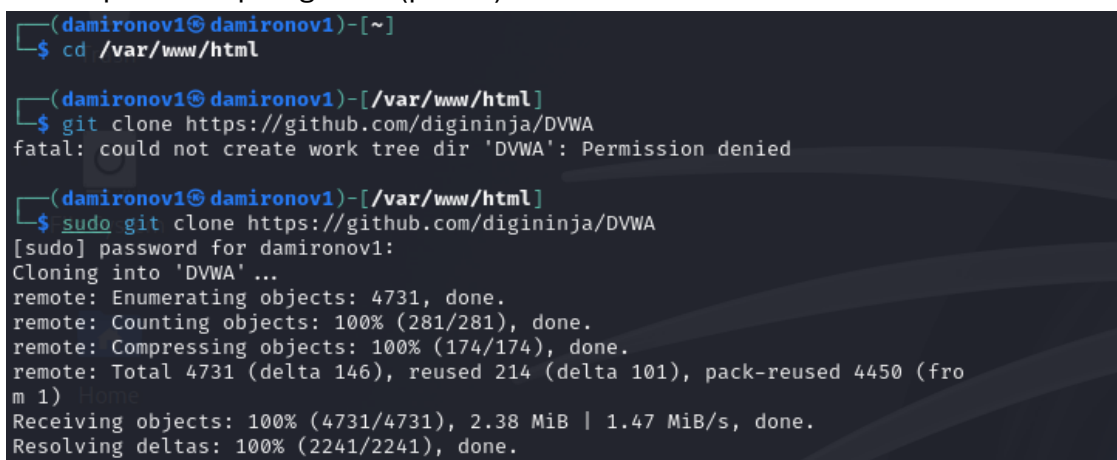 ┌──(damironov1㉿damironov1)-[~]
└─$ cd /var/www/html
┌──(damironov1㉿damironov1)-[/var/www/html]
└─$ git clone https://github.com/digininja/DVWA
fatal: could not create work tree dir 'DVWA': Permission denied
┌──(damironov1㉿damironov1)-[/var/www/html]
└─$ sudo git clone https://github.com/digininja/DVWA
[sudo] password for damironov1:
Cloning into 'DVWA' ...
remote: Enumerating objects: 4731, done.
remote: Counting objects: 100% (281/281), done.
remote: Compressing objects: 100% (174/174), done.
remote: Total 4731 (delta 146), reused 214 (delta 101), pack-reused 4450 (fro
m 1)
Home
Receiving objects: 100% (4731/4731), 2.38 MiB | 1.47 MiB/s, done.
Resolving deltas: 100% (2241/2241), done.